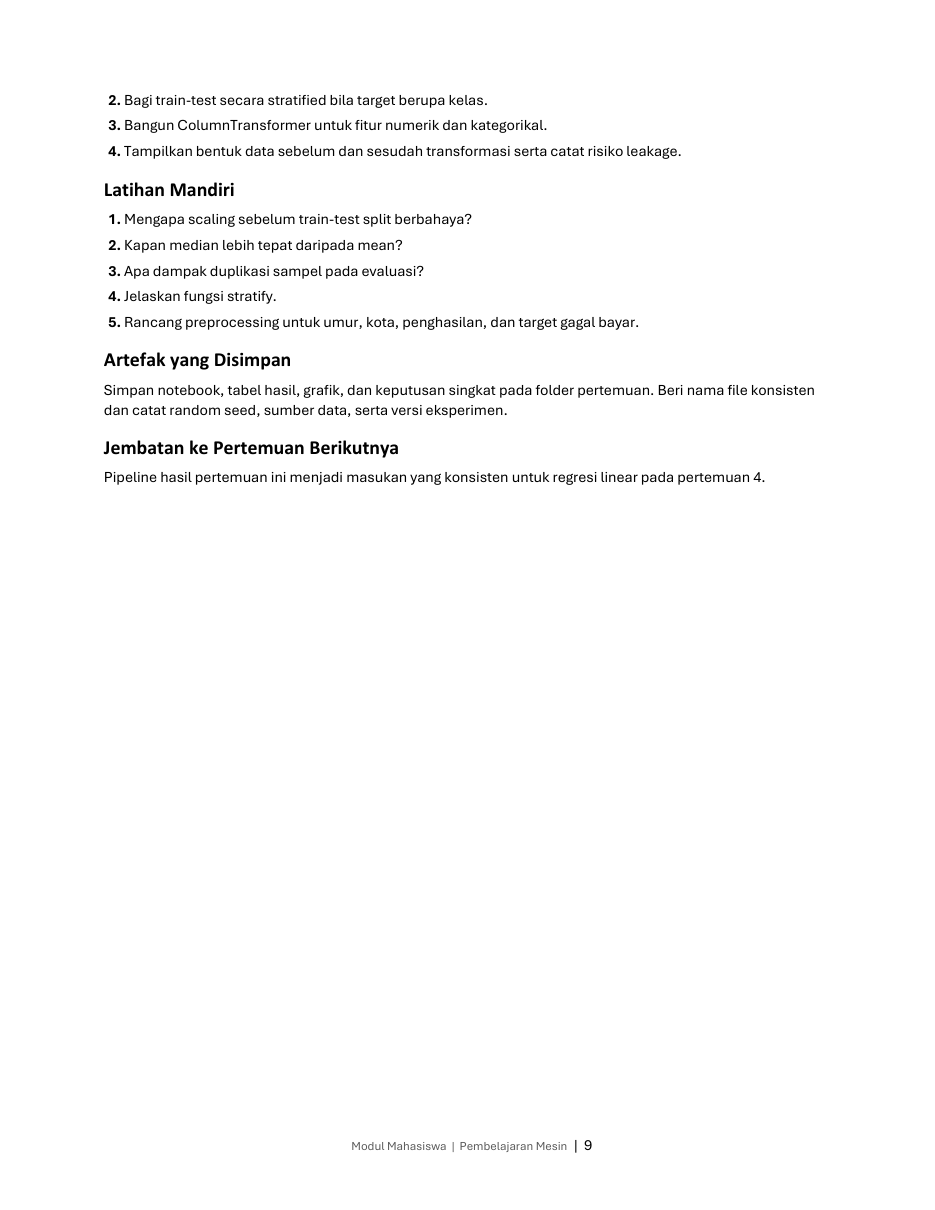 2. Bagi train-test secara stratified bila target berupa kelas.
3. Bangun ColumnTransformer untuk fitur numerik dan kategorikal.
4. Tampilkan bentuk data sebelum dan sesudah transformasi serta catat risiko leakage.
Latihan Mandiri
1. Mengapa scaling sebelum train-test split berbahaya?
2. Kapan median lebih tepat daripada mean?
3. Apa dampak duplikasi sampel pada evaluasi?
4. Jelaskan fungsi stratify.
5. Rancang preprocessing untuk umur, kota, penghasilan, dan target gagal bayar.
Artefak yang Disimpan
Simpan notebook, tabel hasil, grafik, dan keputusan singkat pada folder pertemuan. Beri nama file konsisten
dan catat random seed, sumber data, serta versi eksperimen.
Jembatan ke Pertemuan Berikutnya
Pipeline hasil pertemuan ini menjadi masukan yang konsisten untuk regresi linear pada pertemuan 4.
Modul Mahasiswa | Pembelajaran Mesin | 9